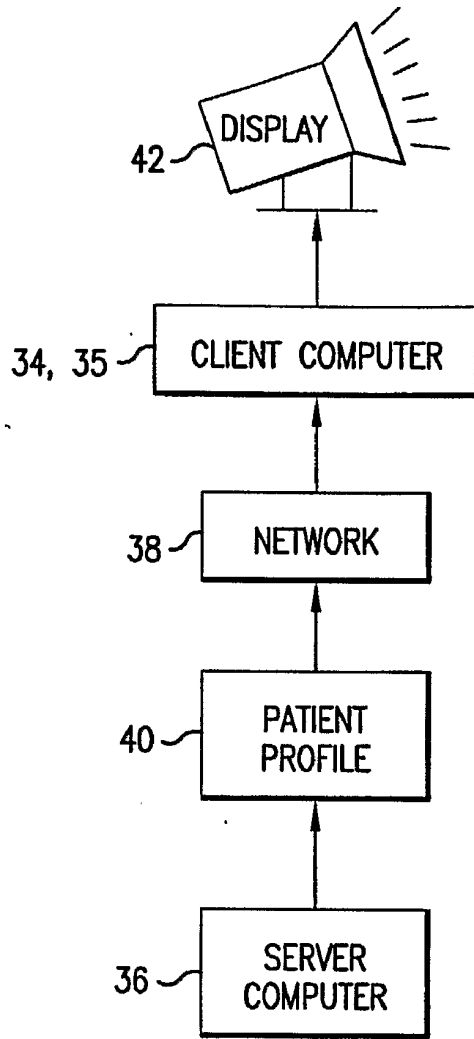 DISPLAY
42
34, 35
CLIENT COMPUTER
38
NETWORK
40
PATIENT
PROFILE
36
SERVER
COMPUTER